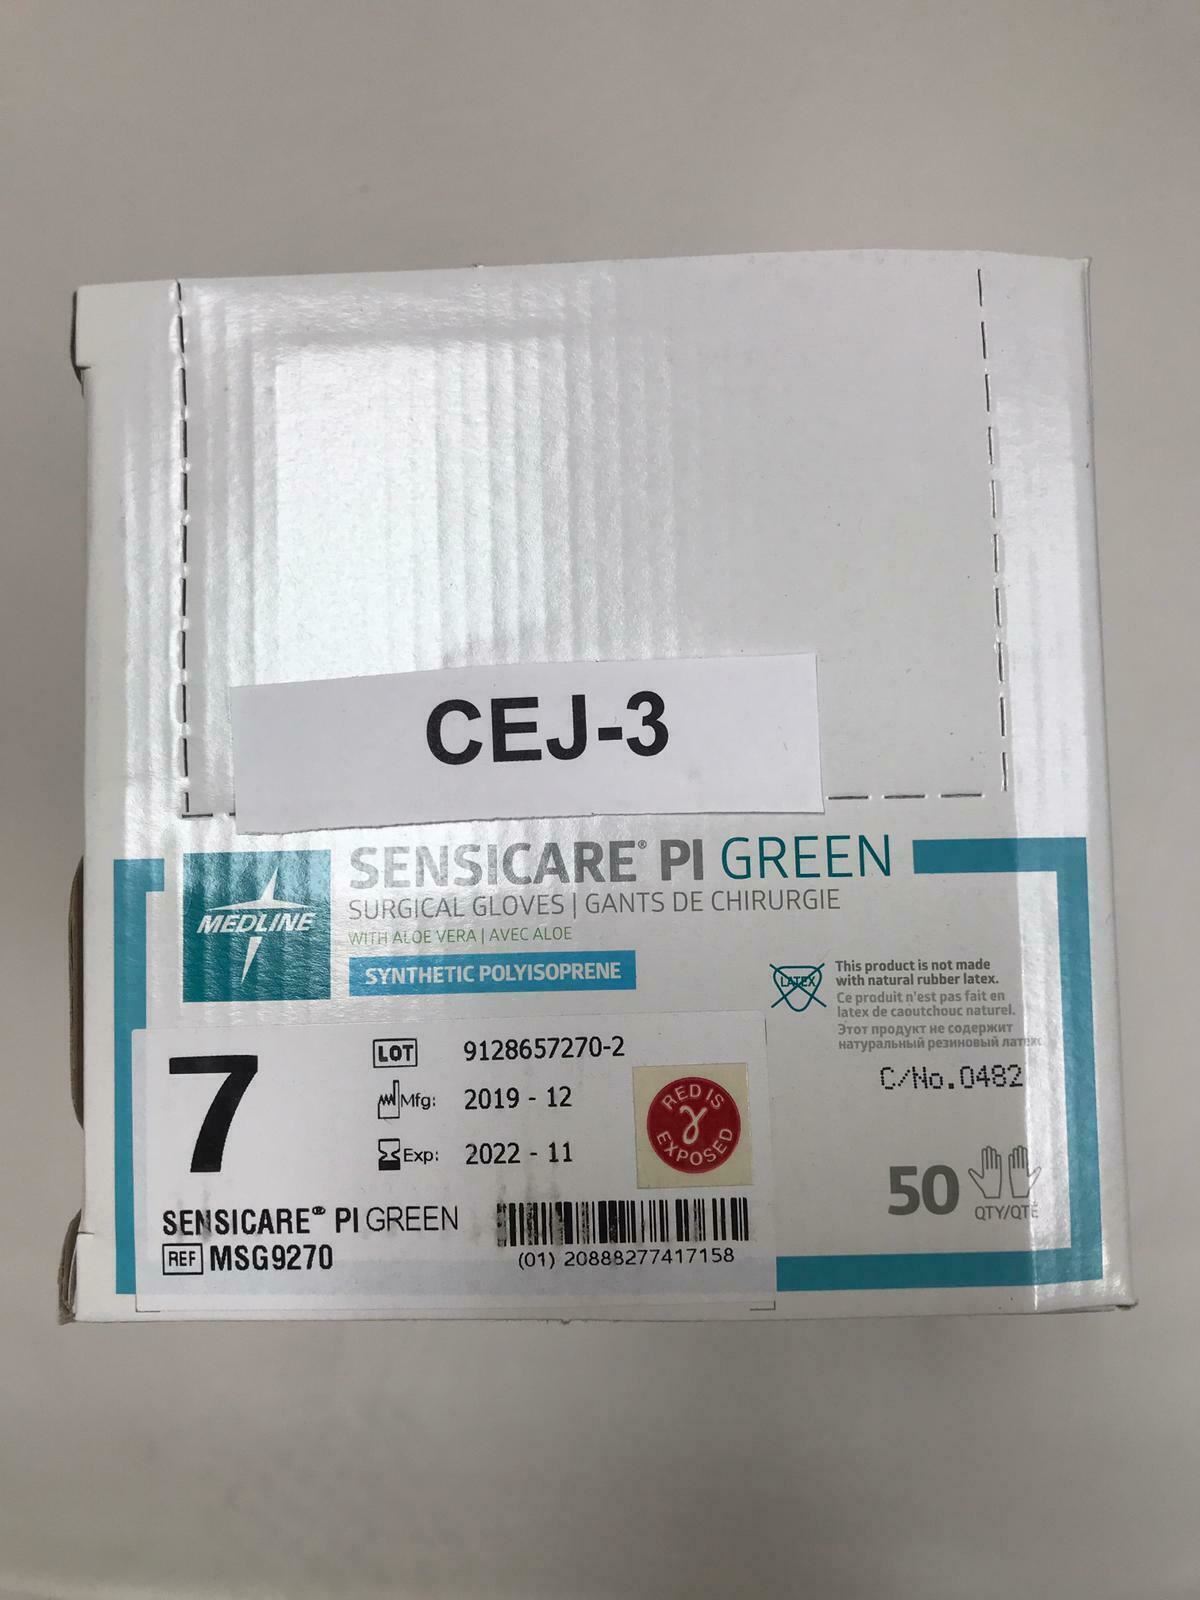 CEJ-3
SENSICARE® PI GREEN
SURGICAL GLOVES | GANTS DE CHIRURGIE
WITH ALOE VERA | AVEC ALOE
SYNTHETIC POLYISOPRENE
MEDLINE
LATEX
This product is not made
with natural rubber latex.
Ce produit n'est pas fait en
latex de caoutchouc naturel.
Этот продукт не содержит
натуральный резиновый латекс
C/No.0482
7
LOT 9128657270-2
Mfg: 2019 - 12
Exp: 2022 - 11
RED IS
γ
EXPOSED
50
QTY/QTÉ
SENSICARE® PI GREEN
REF MSG9270
(01) 20888277417158